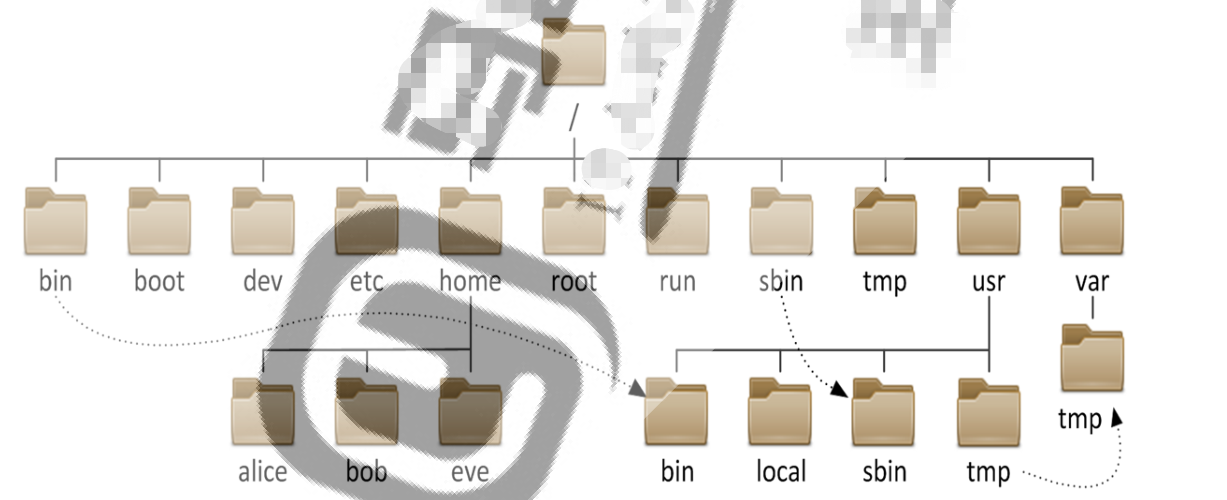 /
bin boot dev etc home root run sbin tmp usr var
tmp
alice bob eve bin local sbin tmp